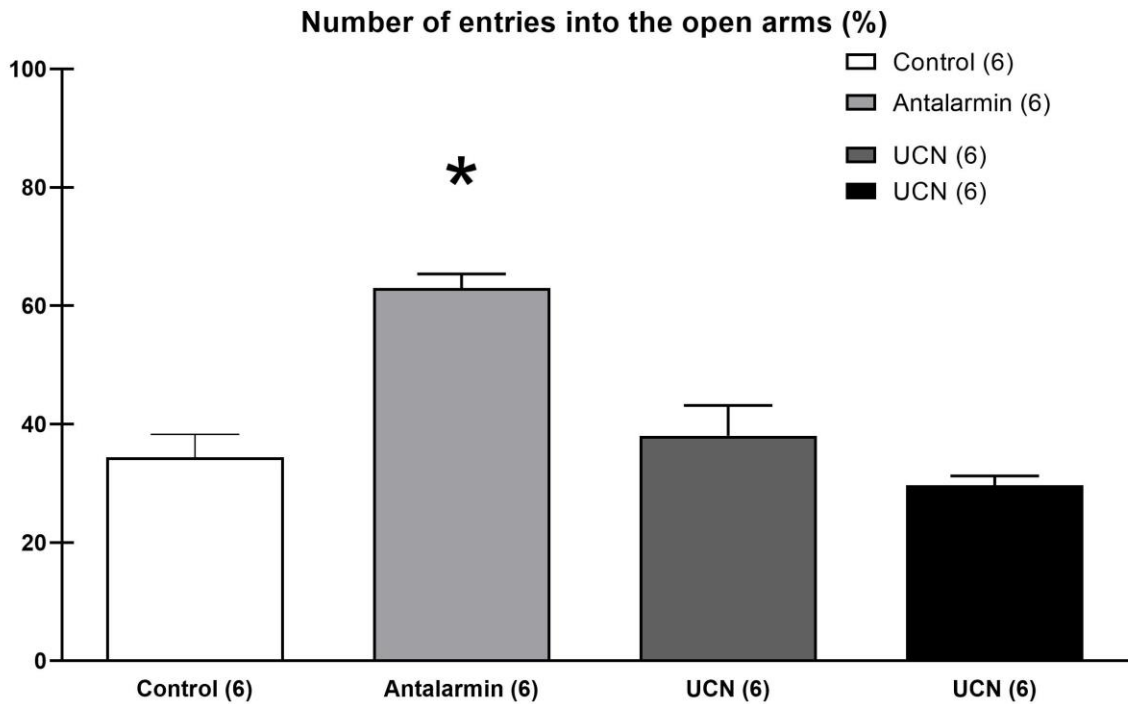 Number of entries into the open arms (%)
Control (6)
Antalarmin (6)
UCN (6)
UCN (6)
100
80
60
40
20
0
*
Control (6)
Antalarmin (6)
UCN (6)
UCN (6)